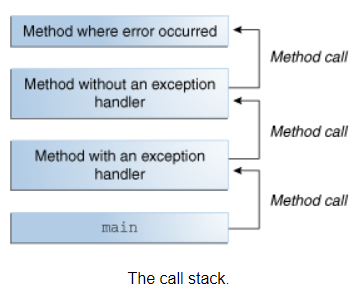 Method where error occurred
Method call
Method without an exception
handler
Method call
Method with an exception
handler
Method call
main
The call stack.